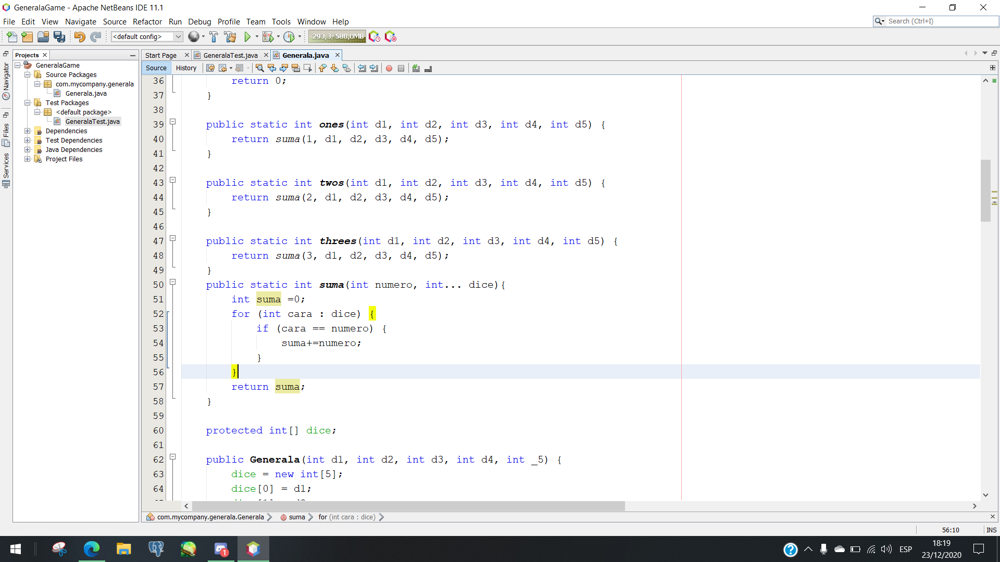 GeneralaGame - Apache NetBeans IDE 11.1
File Edit View Navigate Source Refactor Run Debug Profile Team Tools Window Help
Search (Ctrl+I)
<default config>
293,3/588,0MB
Projects
Start Page
GeneralaTest.java
Generala.java
Source
History
Navigator
Files
Services
GeneralaGame
Source Packages
com.mycompany.generala
Generala.java
Test Packages
<default package>
GeneralaTest.java
Dependencies
Test Dependencies
Java Dependencies
Project Files
36 return 0;
37 }
38
39 public static int ones(int d1, int d2, int d3, int d4, int d5) {
40 return suma(1, d1, d2, d3, d4, d5);
41 }
42
43 public static int twos(int d1, int d2, int d3, int d4, int d5) {
44 return suma(2, d1, d2, d3, d4, d5);
45 }
46
47 public static int threes(int d1, int d2, int d3, int d4, int d5) {
48 return suma(3, d1, d2, d3, d4, d5);
49 }
50 public static int suma(int numero, int... dice){
51 int suma =0;
52 for (int cara : dice) {
53 if (cara == numero) {
54 suma+=numero;
55 }
56 }
57 return suma;
58 }
59
60 protected int[] dice;
61
62 public Generala(int d1, int d2, int d3, int d4, int _5) {
63 dice = new int[5];
64 dice[0] = d1;
com.mycompany.generala.Generala
suma
for (int cara : dice)
56:10
INS
1
ESP
18:19
23/12/2020